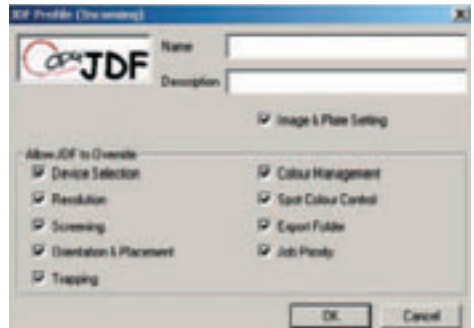 JDF Profile (Incoming)
JDF
Name
Description
Image & Plate Setting
Allow JDF to Override
Device Selection
Resolution
Screening
Orientation & Placement
Trapping
Colour Management
Spot Colour Control
Export Folder
Job Priority
OK
Cancel